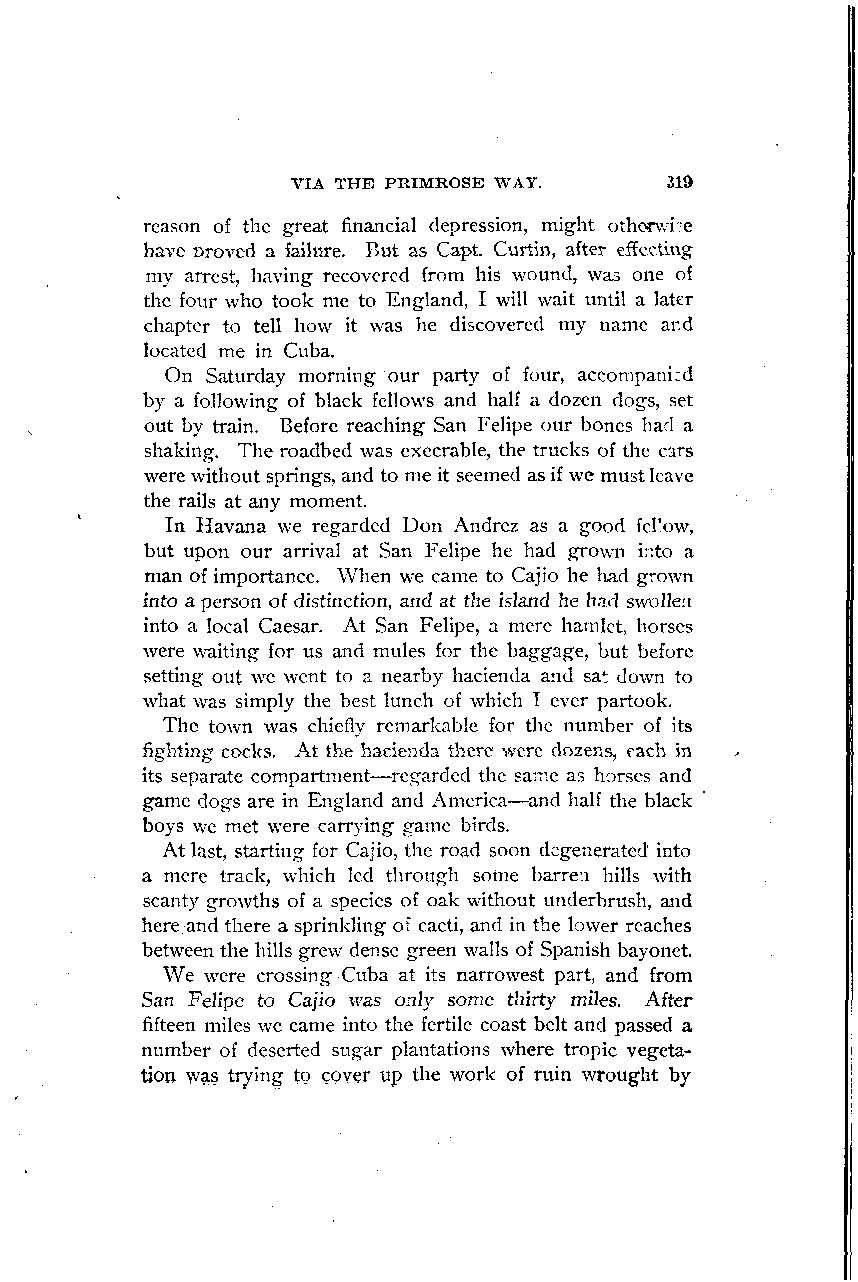 VIA THE PRIMROSE WAY. 319
reason of the great financial depression, might otherwise
have proved a failure. But as Capt. Curtin, after effecting
my arrest, having recovered from his wound, was one of
the four who took me to England, I will wait until a later
chapter to tell how it was he discovered my name and
located me in Cuba.
On Saturday morning our party of four, accompanied
by a following of black fellows and half a dozen dogs, set
out by train. Before reaching San Felipe our bones had a
shaking. The roadbed was execrable, the trucks of the cars
were without springs, and to me it seemed as if we must leave
the rails at any moment.
In Havana we regarded Don Andrez as a good fellow,
but upon our arrival at San Felipe he had grown into a
man of importance. When we came to Cajio he had grown
into a person of distinction, and at the island he had swollen
into a local Caesar. At San Felipe, a mere hamlet, horses
were waiting for us and mules for the baggage, but before
setting out we went to a nearby hacienda and sat down to
what was simply the best lunch of which I ever partook.
The town was chiefly remarkable for the number of its
fighting cocks. At the hacienda there were dozens, each in
its separate compartment—regarded the same as horses and
game dogs are in England and America—and half the black
boys we met were carrying game birds.
At last, starting for Cajio, the road soon degenerated into
a mere track, which led through some barren hills with
scanty growths of a species of oak without underbrush, and
here and there a sprinkling of cacti, and in the lower reaches
between the hills grew dense green walls of Spanish bayonet.
We were crossing Cuba at its narrowest part, and from
San Felipe to Cajio was only some thirty miles. After
fifteen miles we came into the fertile coast belt and passed a
number of deserted sugar plantations where tropic vegeta-
tion was trying to cover up the work of ruin wrought by